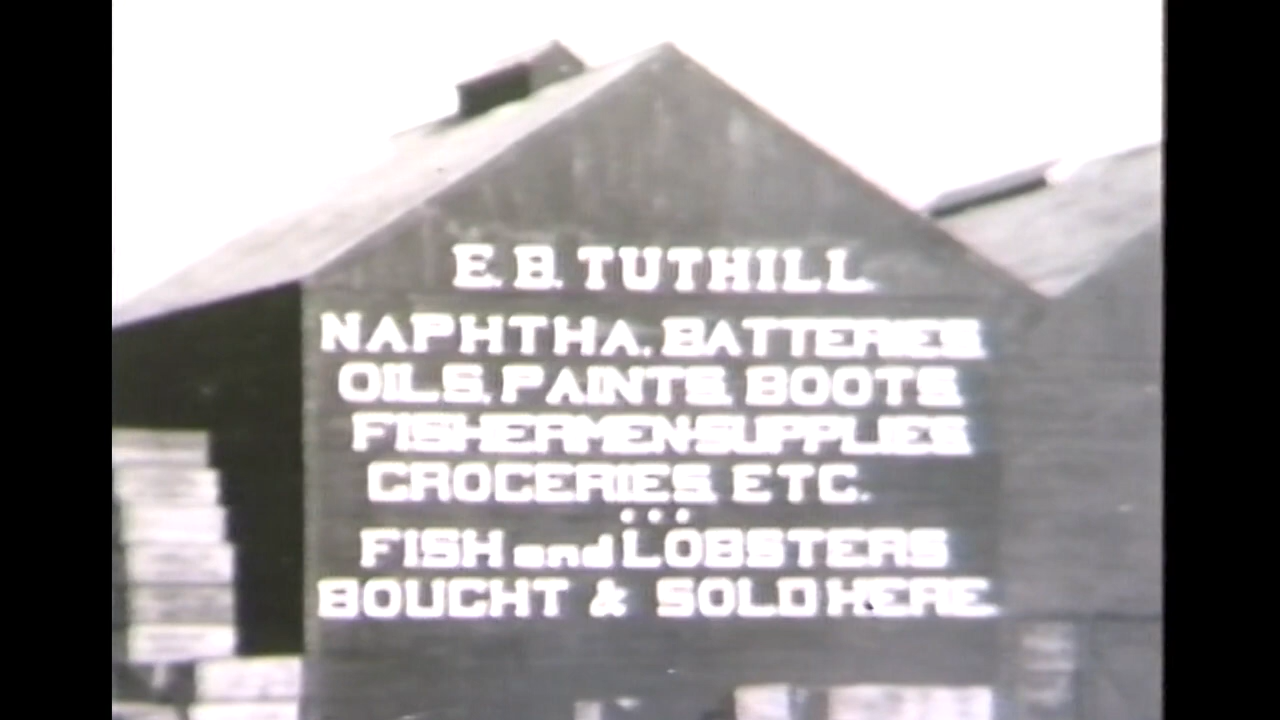 E. B. TUTHILL.
NAPHTHA, BATTERIES,
OILS, PAINTS, BOOTS,
FISHERMEN-SUPPLIES,
GROCERIES, ETC.
• • •
FISH and LOBSTERS
BOUGHT & SOLD HERE.